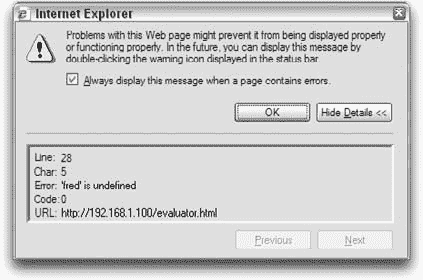 Internet Explorer
Problems with this Web page might prevent it from being displayed properly
or functioning properly. In the future, you can display this message by
double-clicking the warning icon displayed in the status bar.
Always display this message when a page contains errors.
OK
Hide Details <<
Line: 28
Char: 5
Error: 'fred' is undefined
Code: 0
URL: http://192.168.1.100/evaluator.html
Previous
Next